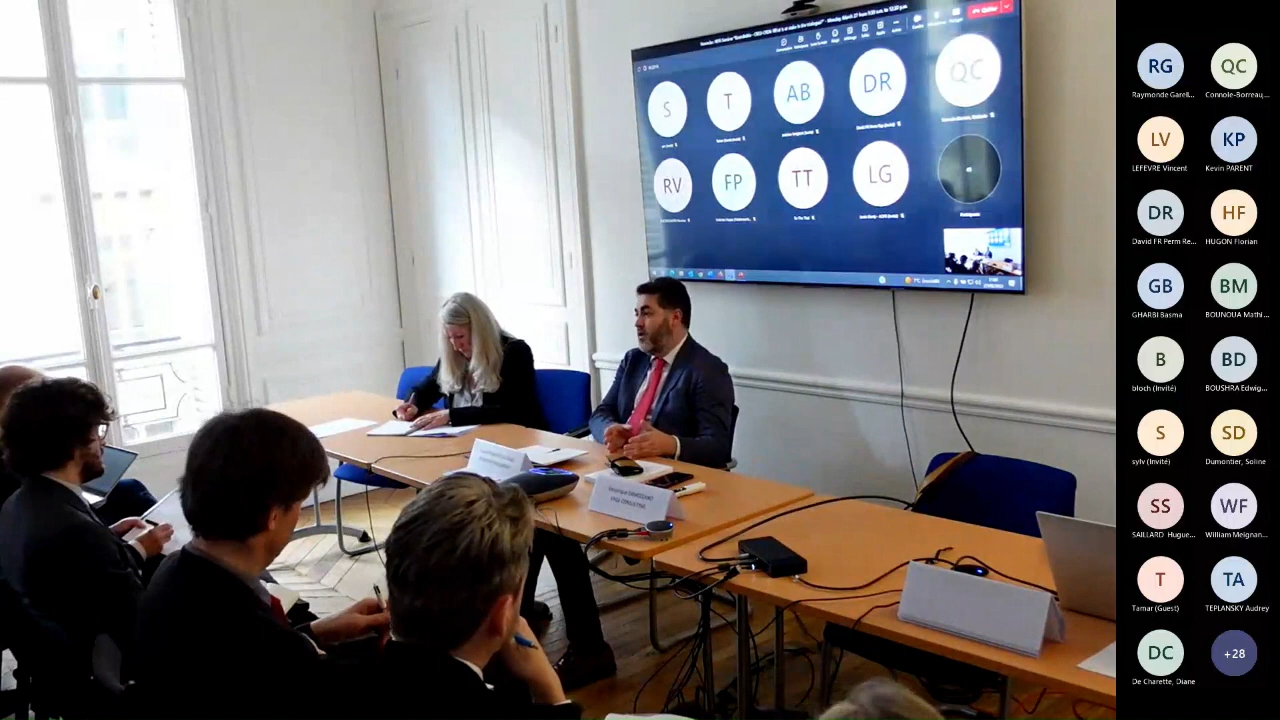 S
T
AB
DR
QC
RV
FP
TT
LG
RG
QC
Raymonde Garell...
Connole-Borreau...
LV
KP
LEFEVRE Vincent
Kevin PARENT
DR
HF
David FR Perm Re...
HUGON Florian
GB
BM
GHARBI Basma
BOUNOUA Mathi...
B
BD
bloch (Invité)
BOUSHRA Edwig...
S
SD
sylv (Invité)
Dumontier, Soline
SS
WF
SAILLARD Hugue...
William Meignan...
T
TA
Tamar (Guest)
TEPLANSKY Audrey
DC
+28
De Charette, Diane